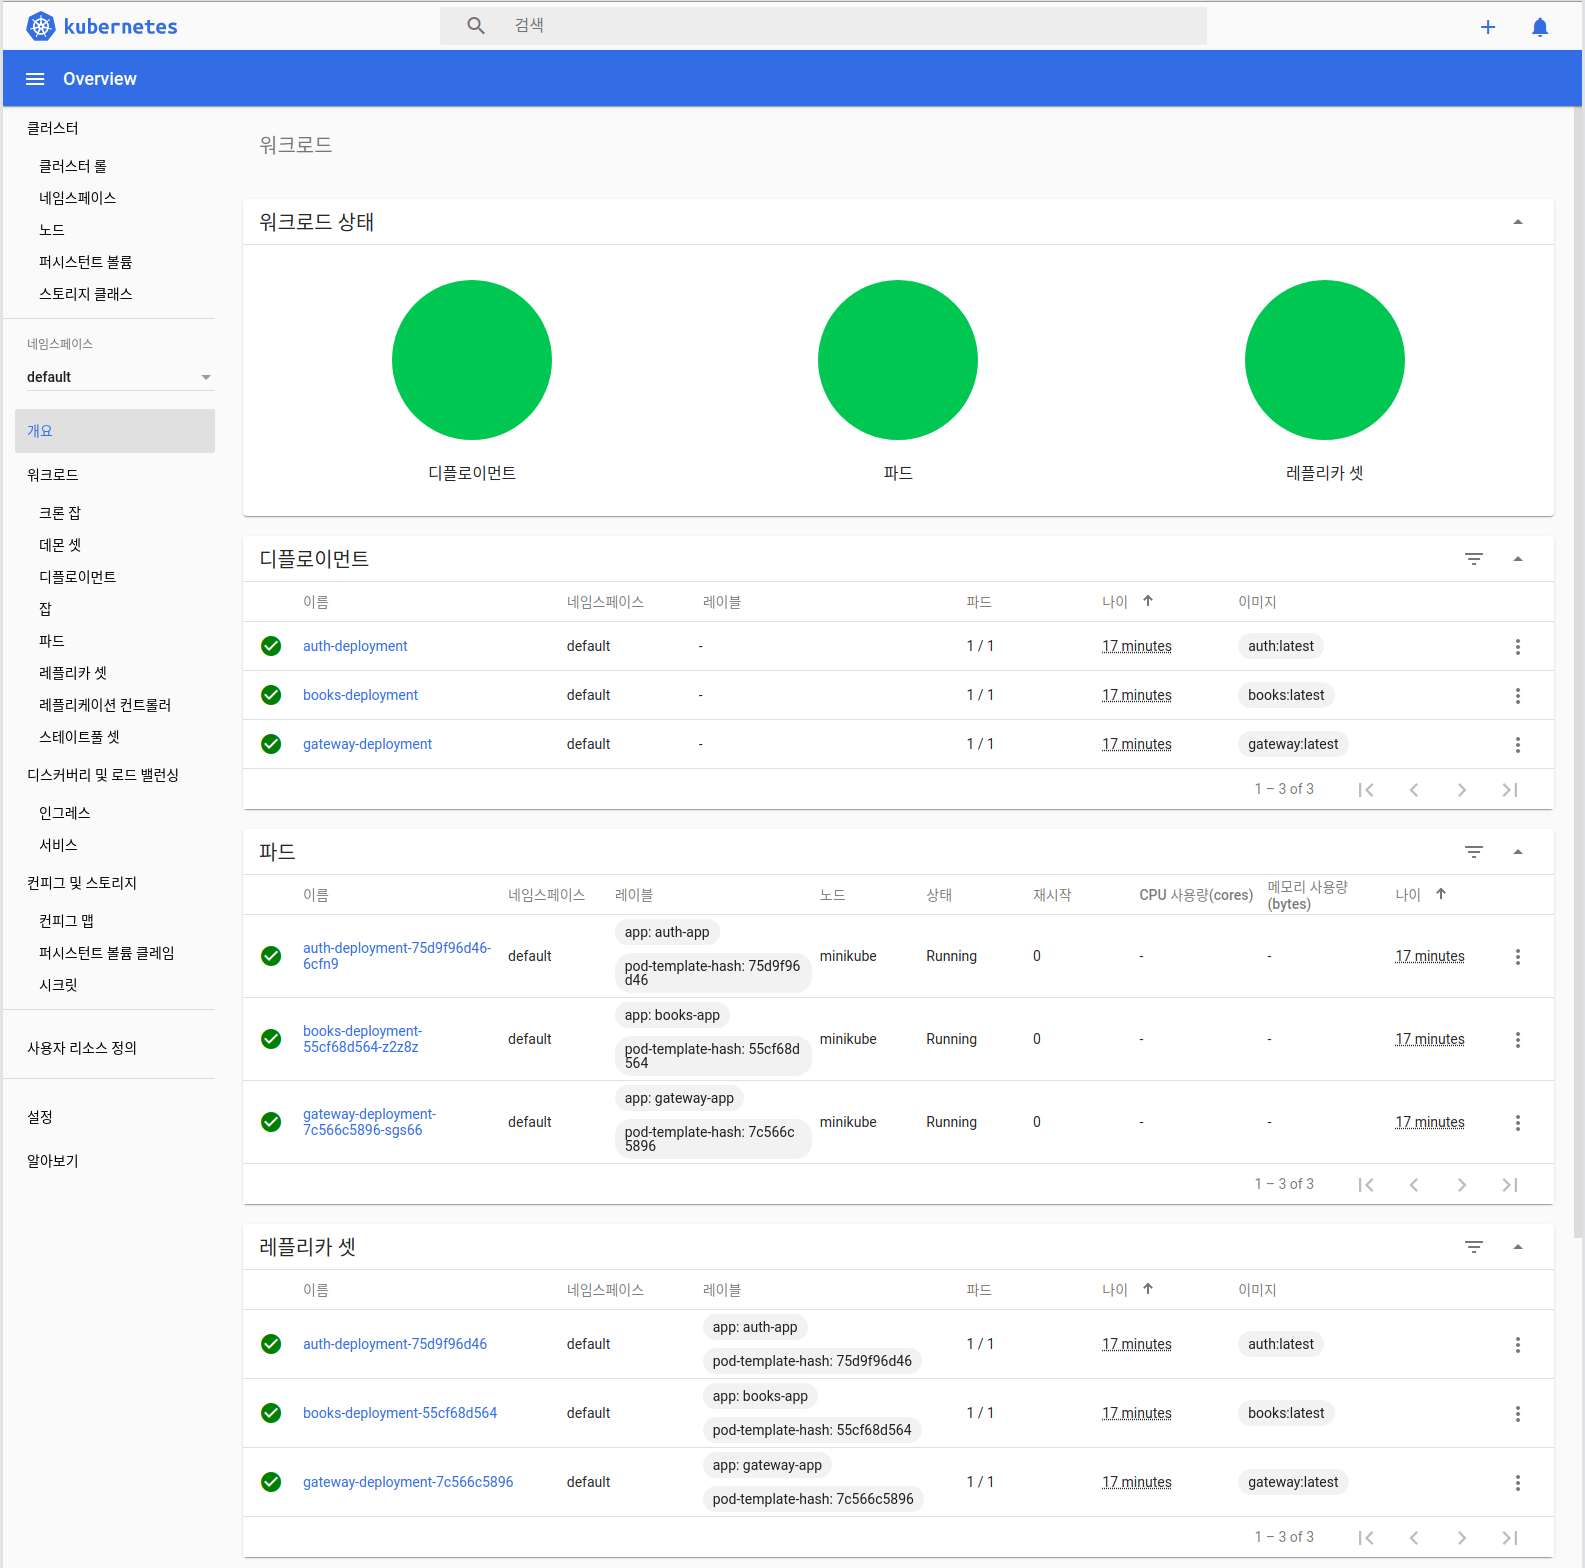 kubernetes
검색
Overview
클러스터
클러스터 롤
네임스페이스
노드
퍼시스턴트 볼륨
스토리지 클래스
네임스페이스
default
개요
워크로드
크론 잡
데몬 셋
디플로이먼트
잡
파드
레플리카 셋
레플리케이션 컨트롤러
스테이트풀 셋
디스커버리 및 로드 밸런싱
인그레스
서비스
컨피그 및 스토리지
컨피그 맵
퍼시스턴트 볼륨 클레임
시크릿
사용자 리소스 정의
설정
알아보기
워크로드
워크로드 상태
디플로이먼트 파드 레플리카 셋
디플로이먼트
이름 네임스페이스 레이블 파드 나이 이미지
auth-deployment default - 1 / 1 17 minutes auth:latest
books-deployment default - 1 / 1 17 minutes books:latest
gateway-deployment default - 1 / 1 17 minutes gateway:latest
1 – 3 of 3
파드
이름 네임스페이스 레이블 노드 상태 재시작 CPU 사용량(cores) 메모리 사용량
(bytes) 나이
auth-deployment-75d9f96d46-
6cfn9 default app: auth-app
pod-template-hash: 75d9f96
d46 minikube Running 0 - - 17 minutes
books-deployment-
55cf68d564-z2z8z default app: books-app
pod-template-hash: 55cf68d
564 minikube Running 0 - - 17 minutes
gateway-deployment-
7c566c5896-sgs66 default app: gateway-app
pod-template-hash: 7c566c
5896 minikube Running 0 - - 17 minutes
1 – 3 of 3
레플리카 셋
이름 네임스페이스 레이블 파드 나이 이미지
auth-deployment-75d9f96d46 default app: auth-app
pod-template-hash: 75d9f96d46 1 / 1 17 minutes auth:latest
books-deployment-55cf68d564 default app: books-app
pod-template-hash: 55cf68d564 1 / 1 17 minutes books:latest
gateway-deployment-7c566c5896 default app: gateway-app
pod-template-hash: 7c566c5896 1 / 1 17 minutes gateway:latest
1 – 3 of 3